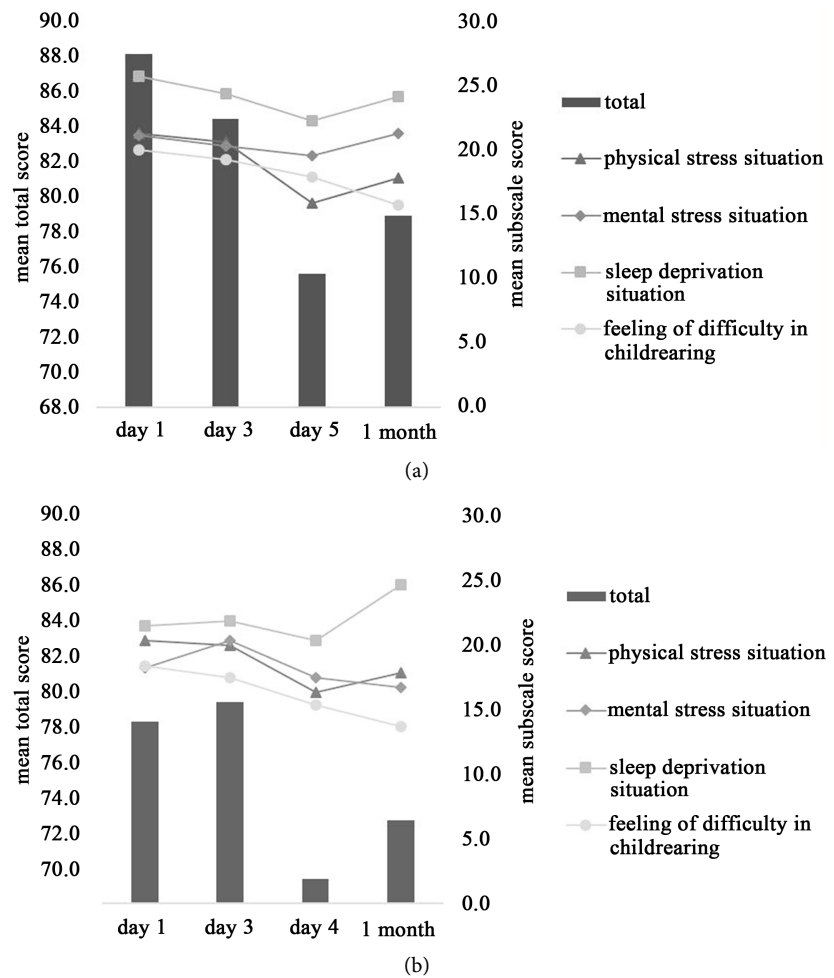 90.0
88.0
86.0
84.0
82.0
80.0
78.0
76.0
74.0
72.0
70.0
68.0
mean total score
30.0
25.0
20.0
15.0
10.0
5.0
0.0
mean subscale score
day 1 day 3 day 5 1 month
total
physical stress situation
mental stress situation
sleep deprivation
situation
feeling of difficulty in
childrearing
(a)
90.0
88.0
86.0
84.0
82.0
80.0
78.0
76.0
74.0
72.0
70.0
mean total score
30.0
25.0
20.0
15.0
10.0
5.0
0.0
mean subscale score
day 1 day 3 day 4 1 month
total
physical stress situation
mental stress situation
sleep deprivation
situation
feeling of difficulty in
childrearing
(b)